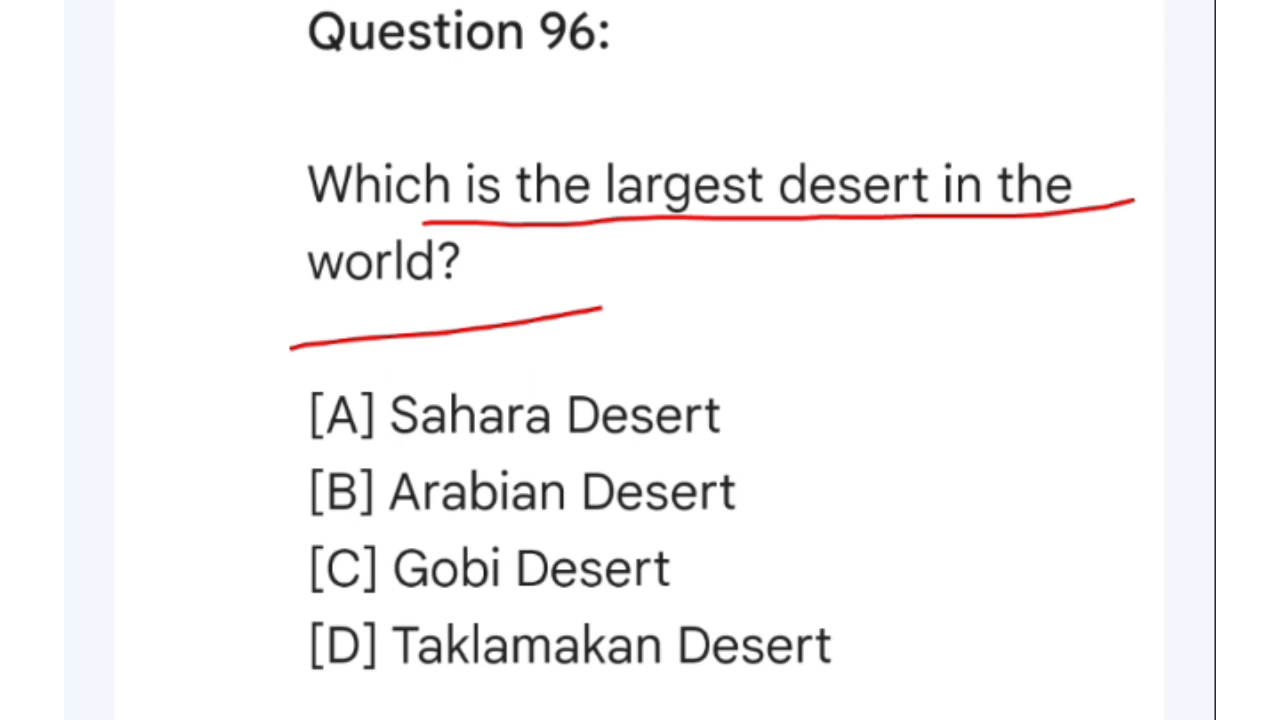 Question 96:
Which is the largest desert in the
world?
[A] Sahara Desert
[B] Arabian Desert
[C] Gobi Desert
[D] Taklamakan Desert